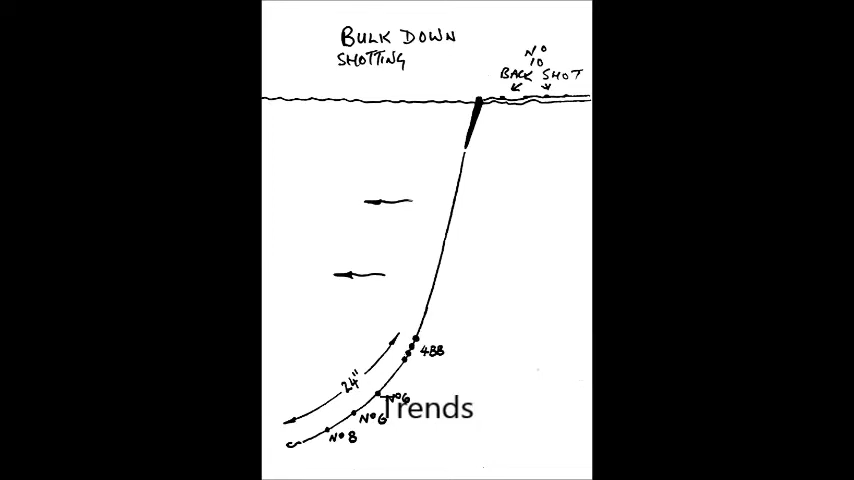 BULK DOWN
SHOTTING
NO
10
BACK SHOT
4BB
24"
NO6
Trends
NO6
NO8